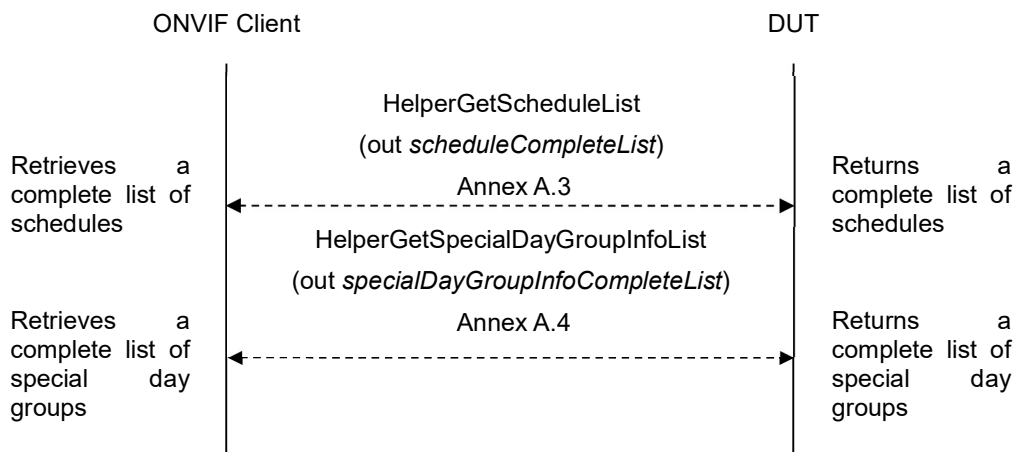 ONVIF Client
DUT
HelperGetScheduleList
(out scheduleCompleteList)
Annex A.3
Retrieves a
complete list of
schedules
Returns a
complete list of
schedules
HelperGetSpecialDayGroupInfoList
(out specialDayGroupInfoCompleteList)
Annex A.4
Retrieves a
complete list of
special day
groups
Returns a
complete list of
special day
groups